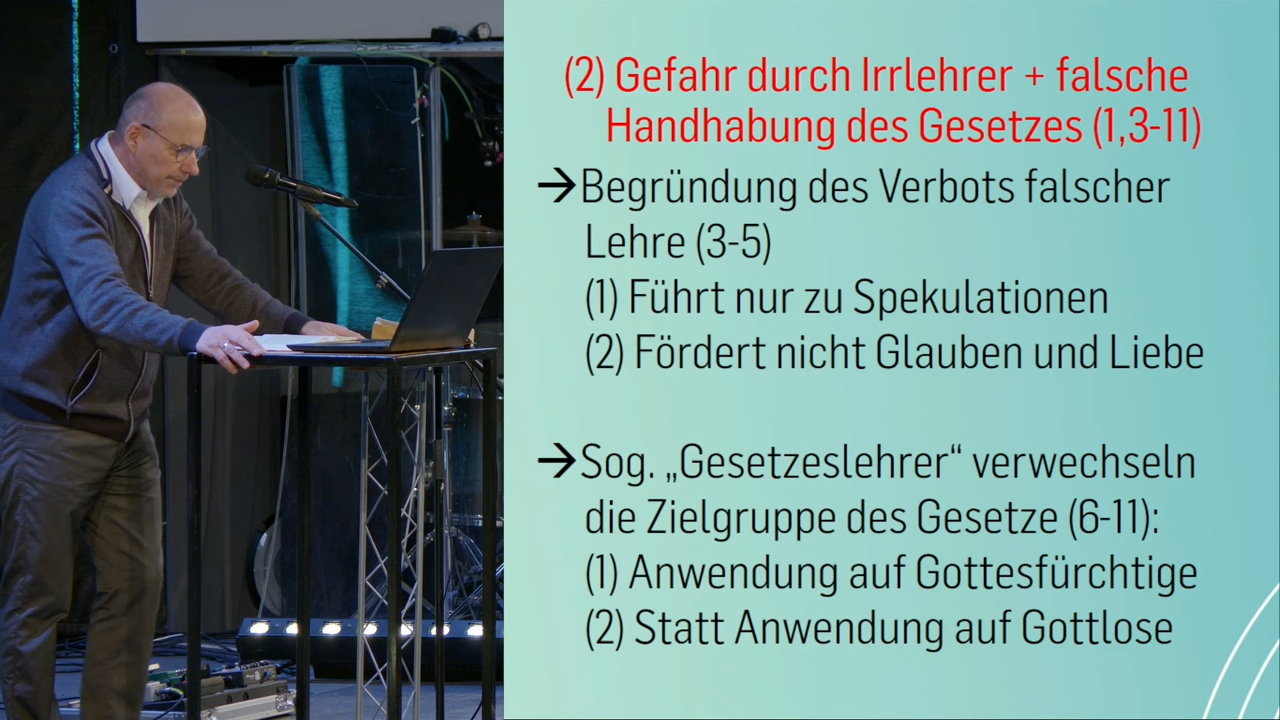 (2) Gefahr durch Irrlehrer + falsche
Handhabung des Gesetzes (1,3-11)
→Begründung des Verbots falscher
Lehre (3-5)
(1) Führt nur zu Spekulationen
(2) Fördert nicht Glauben und Liebe
→Sog. „Gesetzeslehrer“ verwechseln
die Zielgruppe des Gesetze (6-11):
(1) Anwendung auf Gottesfürchtige
(2) Statt Anwendung auf Gottlose